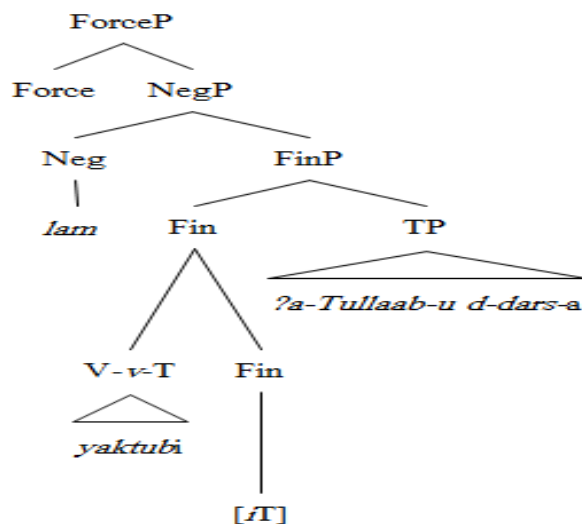 ForceP
Force NegP
Neg FinP
lam Fin TP
?a-Tullaab-u d-dars-a
V-v-T Fin
yaktubi
[iT]